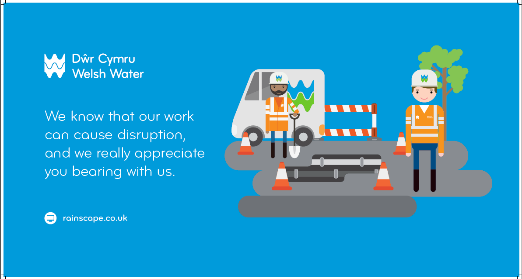 Dŵr Cymru
Welsh Water
We know that our work
can cause disruption,
and we really appreciate
you bearing with us.
rainscape.co.uk